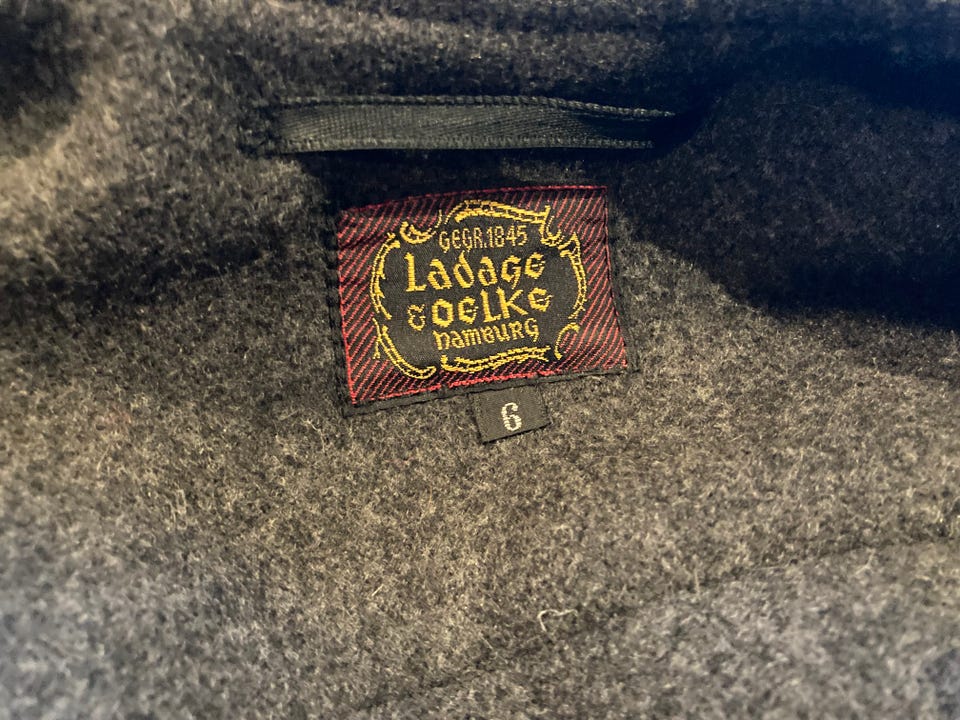 GEGR.1845
Ladage
& OELKE
HAMBURG
6